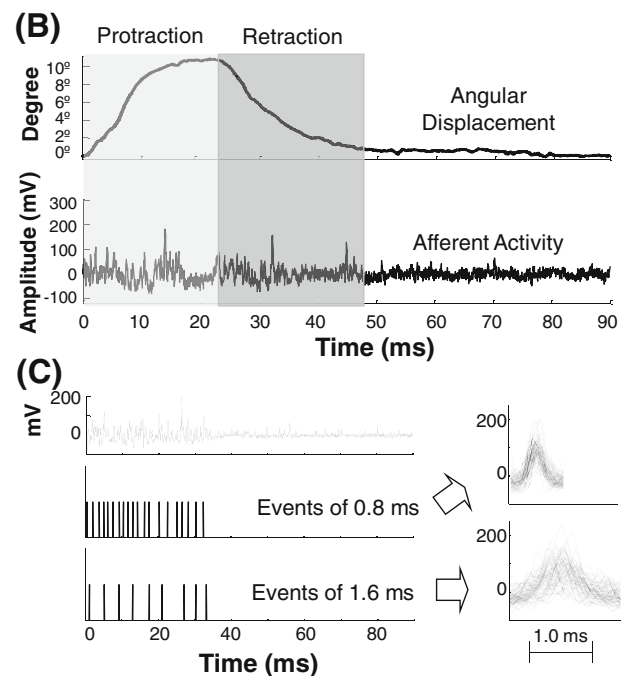 (B)
Protraction Retraction
Degree
10º
8º
6º
4º
2º
0º
Angular
Displacement
Amplitude (mV)
300
200
100
0
-100
Afferent Activity
0 10 20 30 40 50 60 70 80 90
Time (ms)
(C)
mV
200
0
Events of 0.8 ms
Events of 1.6 ms
0 20 40 60 80
Time (ms)
200
0
200
0
1.0 ms